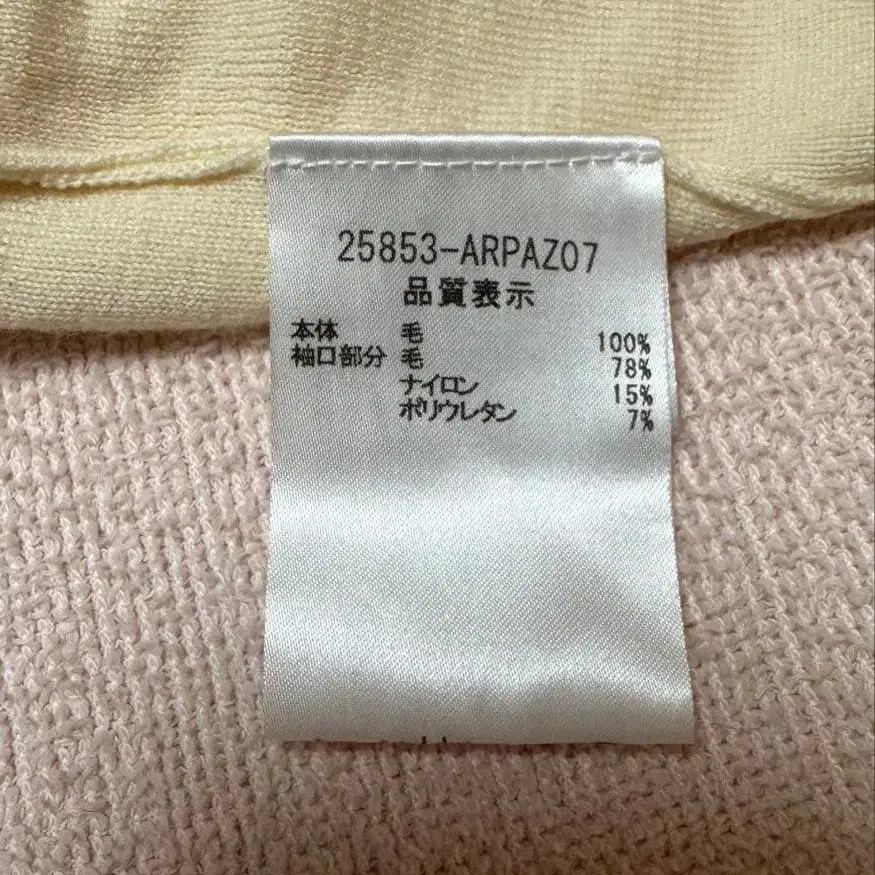 25853-ARPAZ07
品質表示
本体 毛 100%
袖口部分 毛 78%
ナイロン 15%
ポリウレタン 7%